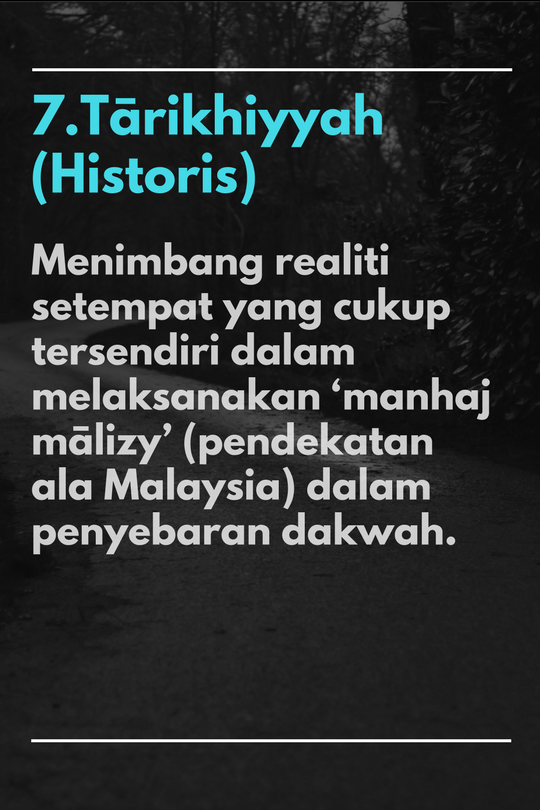 7.Tārikhiyyah
(Historis)
Menimbang realiti
setempat yang cukup
tersendiri dalam
melaksanakan ‘manhaj
mālizy’ (pendekatan
ala Malaysia) dalam
penyebaran dakwah.